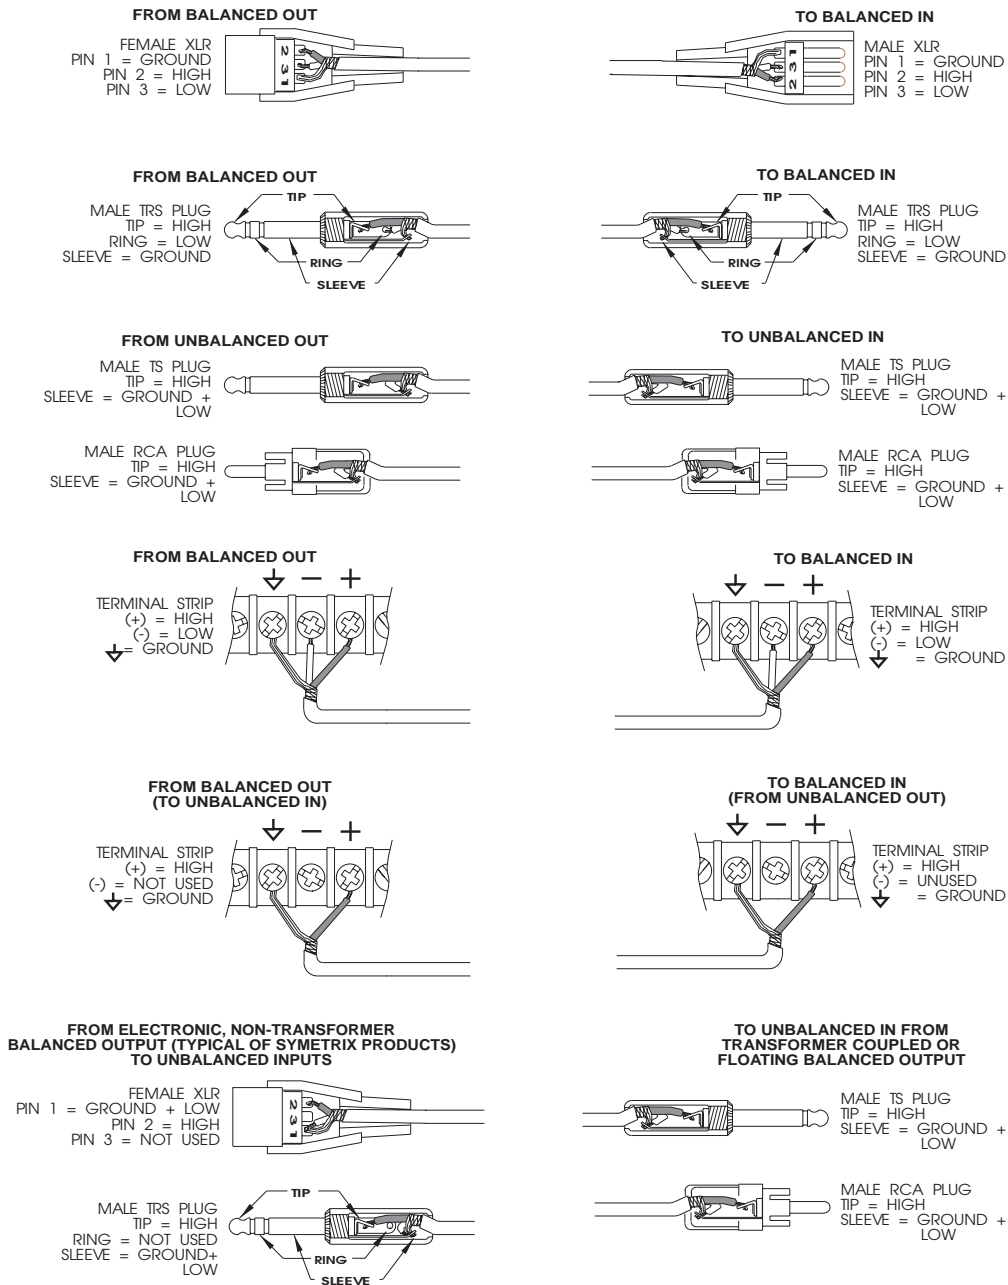 FROM BALANCED OUT
FEMALE XLR
PIN 1 = GROUND
PIN 2 = HIGH
PIN 3 = LOW
2 3 1
TO BALANCED IN
MALE XLR
PIN 1 = GROUND
PIN 2 = HIGH
PIN 3 = LOW
2 3 1
FROM BALANCED OUT
MALE TRS PLUG
TIP = HIGH
RING = LOW
SLEEVE = GROUND
TIP
RING
SLEEVE
TO BALANCED IN
TIP
RING
SLEEVE
MALE TRS PLUG
TIP = HIGH
RING = LOW
SLEEVE = GROUND
FROM UNBALANCED OUT
MALE TS PLUG
TIP = HIGH
SLEEVE = GROUND +
LOW
TO UNBALANCED IN
MALE TS PLUG
TIP = HIGH
SLEEVE = GROUND +
LOW
MALE RCA PLUG
TIP = HIGH
SLEEVE = GROUND +
LOW
MALE RCA PLUG
TIP = HIGH
SLEEVE = GROUND +
LOW
FROM BALANCED OUT
⏚ — +
TERMINAL STRIP
(+) = HIGH
(-) = LOW
⏚ = GROUND
TO BALANCED IN
⏚ — +
TERMINAL STRIP
(+) = HIGH
(-) = LOW
⏚ = GROUND
FROM BALANCED OUT
(TO UNBALANCED IN)
⏚ — +
TERMINAL STRIP
(+) = HIGH
(-) = NOT USED
⏚ = GROUND
TO BALANCED IN
(FROM UNBALANCED OUT)
⏚ — +
TERMINAL STRIP
(+) = HIGH
(-) = UNUSED
⏚ = GROUND
FROM ELECTRONIC, NON-TRANSFORMER
BALANCED OUTPUT (TYPICAL OF SYMETRIX PRODUCTS)
TO UNBALANCED INPUTS
FEMALE XLR
PIN 1 = GROUND + LOW
PIN 2 = HIGH
PIN 3 = NOT USED
2 3 1
MALE TRS PLUG
TIP = HIGH
RING = NOT USED
SLEEVE = GROUND+
LOW
TIP
RING
SLEEVE
TO UNBALANCED IN FROM
TRANSFORMER COUPLED OR
FLOATING BALANCED OUTPUT
MALE TS PLUG
TIP = HIGH
SLEEVE = GROUND +
LOW
MALE RCA PLUG
TIP = HIGH
SLEEVE = GROUND +
LOW